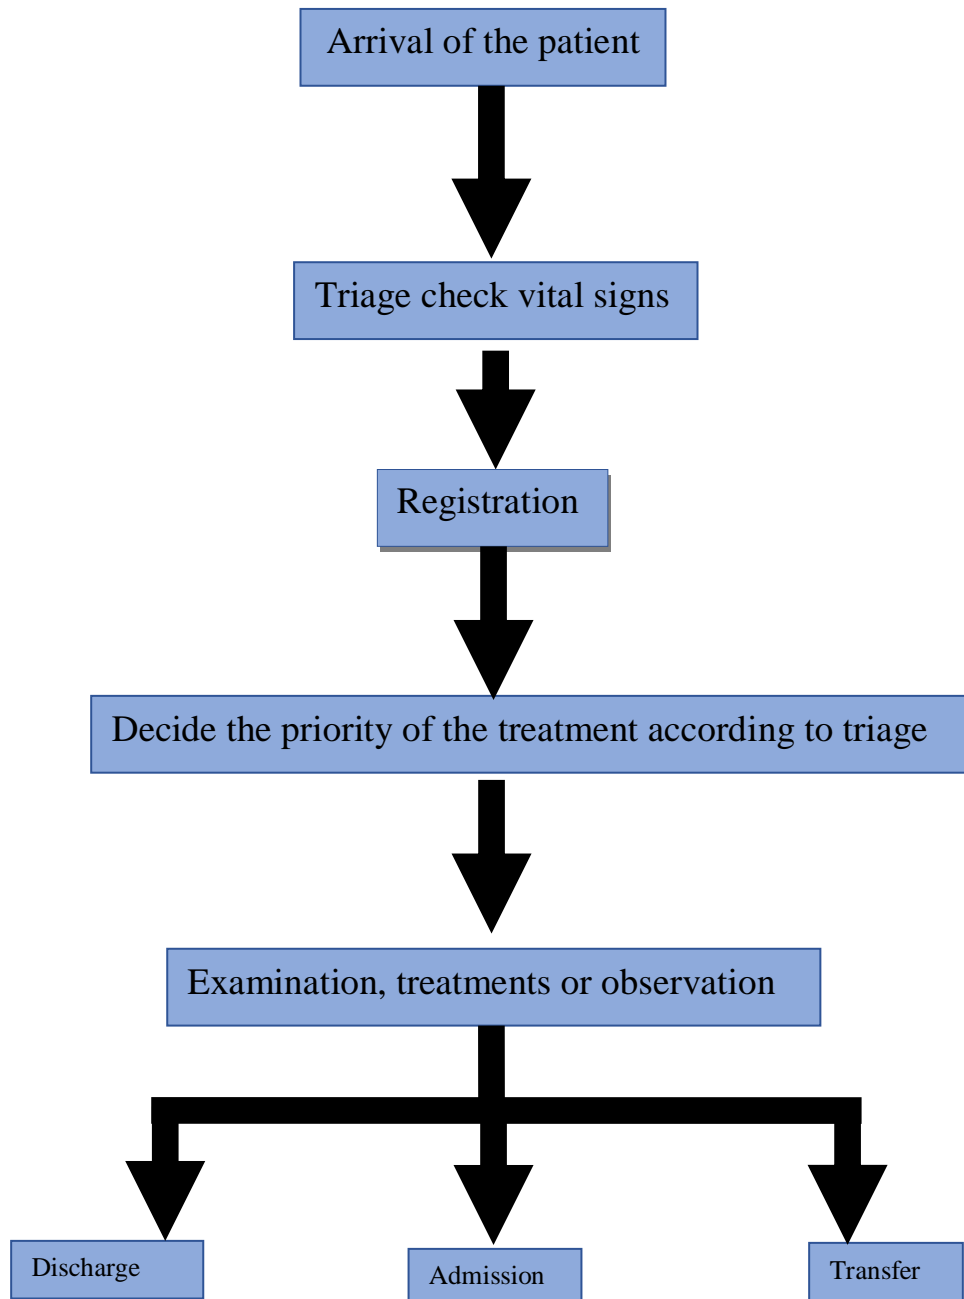 Arrival of the patient
Triage check vital signs
Registration
Decide the priority of the treatment according to triage
Examination, treatments or observation
Discharge
Admission
Transfer